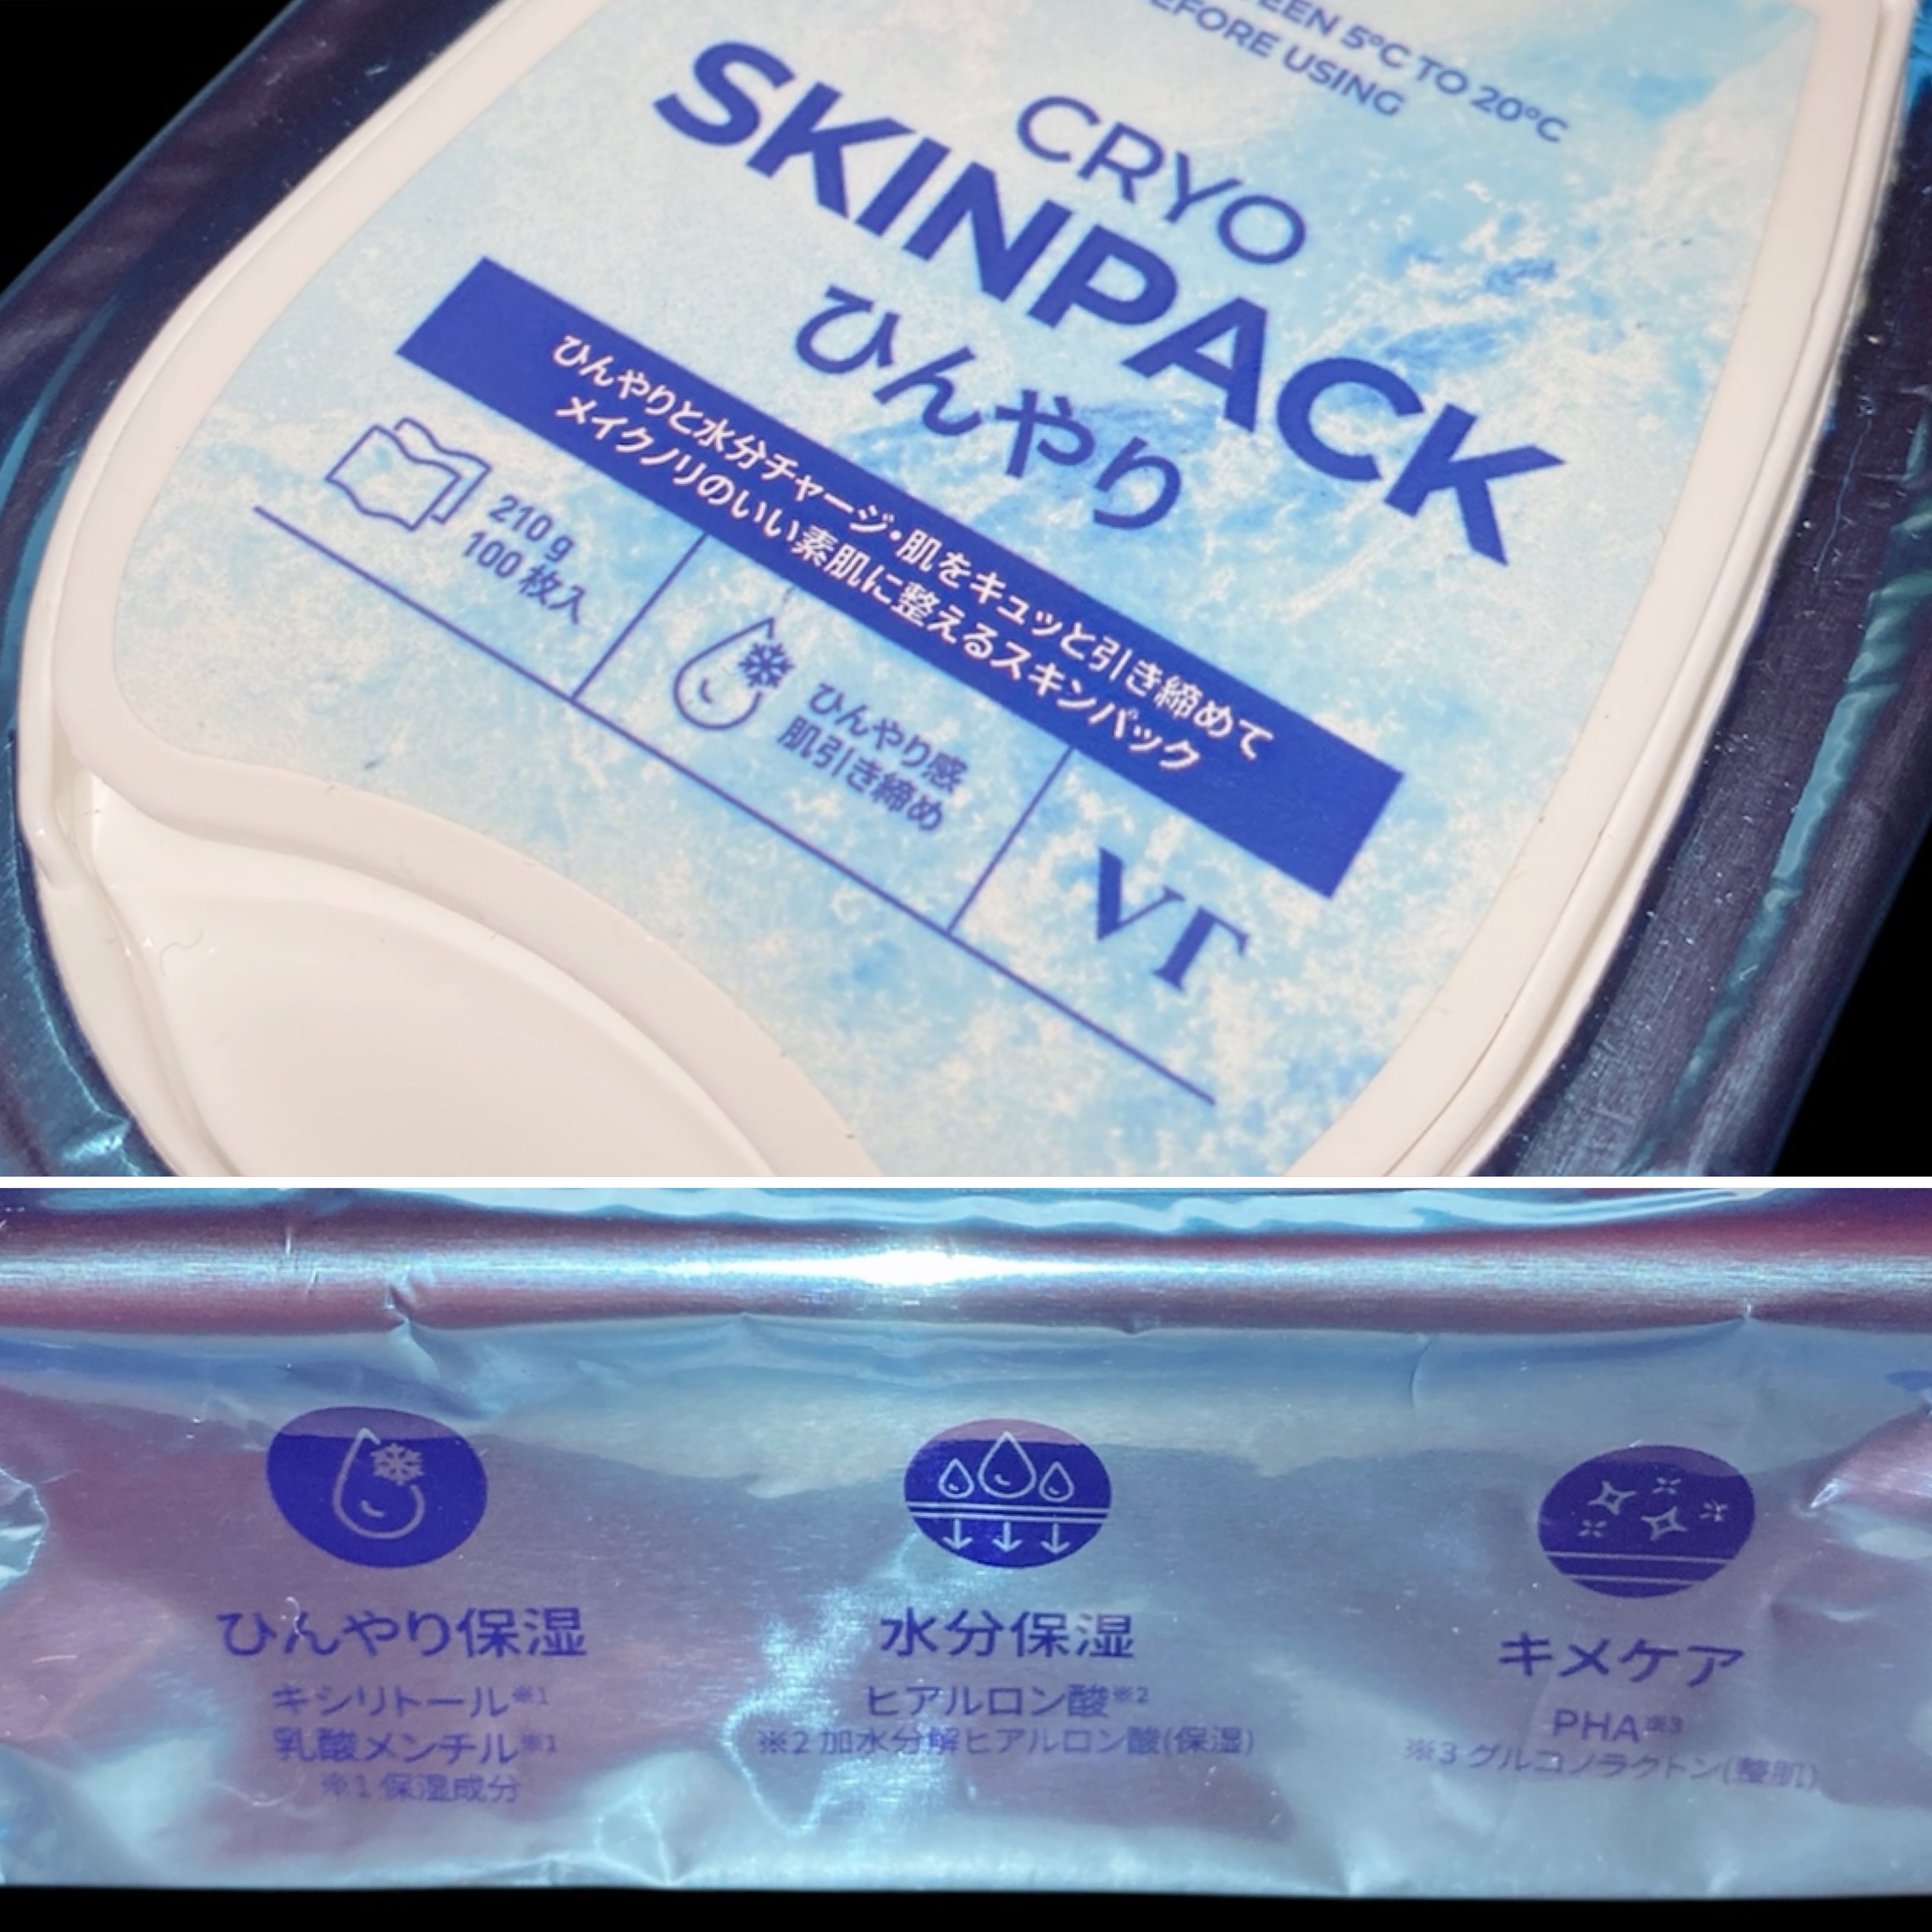 5°C TO 20°C
BEFORE USING
CRYO
SKINPACK
ひんやり
ひんやりと水分チャージ・肌をキュッと引き締めて
メイクノリのいい素肌に整えるスキンパック
210 g
100 枚入
ひんやり感
肌引き締め
VT
ひんやり保湿
キシリトール※1
乳酸メンチル※1
※1 保湿成分
水分保湿
ヒアルロン酸※2
※2 加水分解ヒアルロン酸(保湿)
キメケア
PHA※3
※3 グルコノラクトン(整肌)